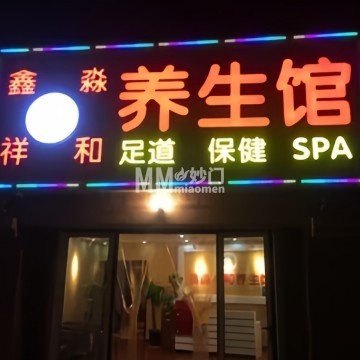 鑫 淼 养生馆
祥 和 足道 保健 SPA
MM 妙门
miaomen